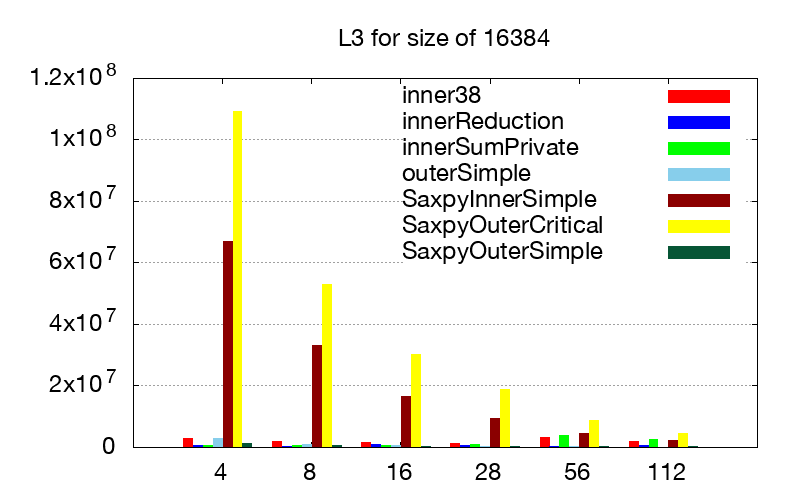 L3 for size of 16384
1.2x10^8
1x10^8
8x10^7
6x10^7
4x10^7
2x10^7
0
inner38
innerReduction
innerSumPrivate
outerSimple
SaxpyInnerSimple
SaxpyOuterCritical
SaxpyOuterSimple
4 8 16 28 56 112